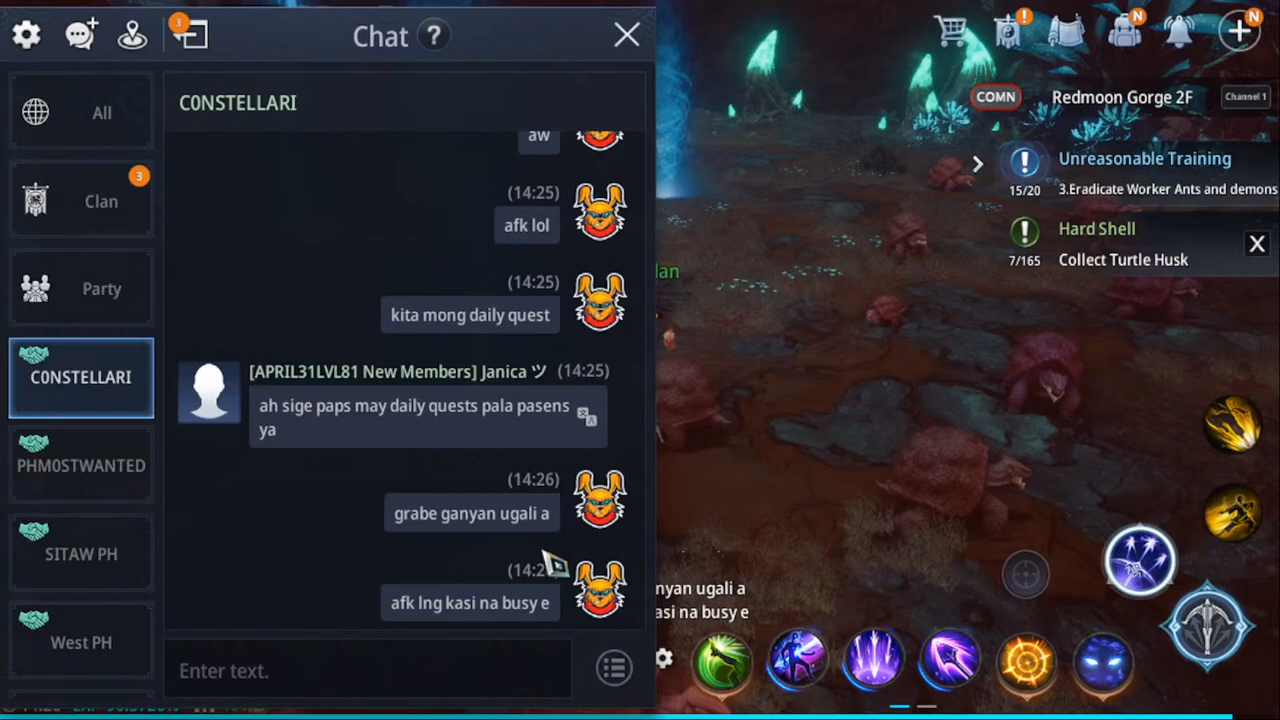 3
Chat ?
All
Clan
3
Party
C0NSTELLARI
PHM0STWANTED
SITAW PH
West PH
C0NSTELLARI
aw
(14:25)
afk lol
(14:25)
kita mong daily quest
[APRIL31LVL81 New Members] Janica ツ (14:25)
ah sige paps may daily quests pala pasens
ya
(14:26)
grabe ganyan ugali a
(14:2
afk lng kasi na busy e
Enter text.
N
N
COMN Redmoon Gorge 2F Channel 1
Unreasonable Training
15/20 3.Eradicate Worker Ants and demons
Hard Shell
7/165 Collect Turtle Husk
X
lan
nyan ugali a
asi na busy e